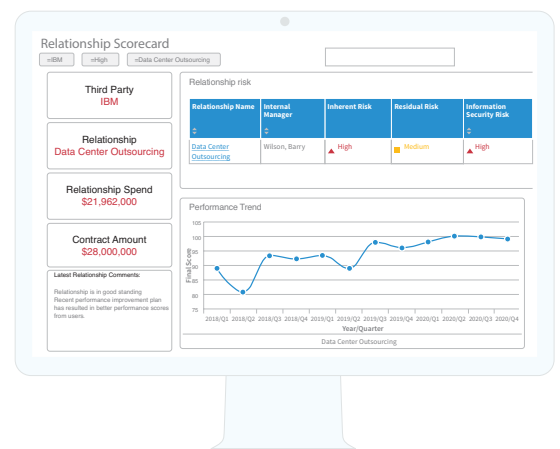 Relationship Scorecard
=IBM =High =Data Center Outsourcing
Third Party
IBM
Relationship
Data Center Outsourcing
Relationship Spend
$21,962,000
Contract Amount
$28,000,000
Latest Relationship Comments:
Relationship is in good standing
Recent performance improvement plan
has resulted in better performance scores
from users
Relationship risk
Relationship Name Internal Manager Inherent Risk Residual Risk Information Security Risk
Data Center Outsourcing Wilson, Barry High Medium High
Performance Trend
Final Score
105
100
95
90
85
80
75
2018/Q1 2018/Q2 2018/Q3 2018/Q4 2019/Q1 2019/Q2 2019/Q3 2019/Q4 2020/Q1 2020/Q2 2020/Q3 2020/Q4
Year/Quarter
Data Center Outsourcing